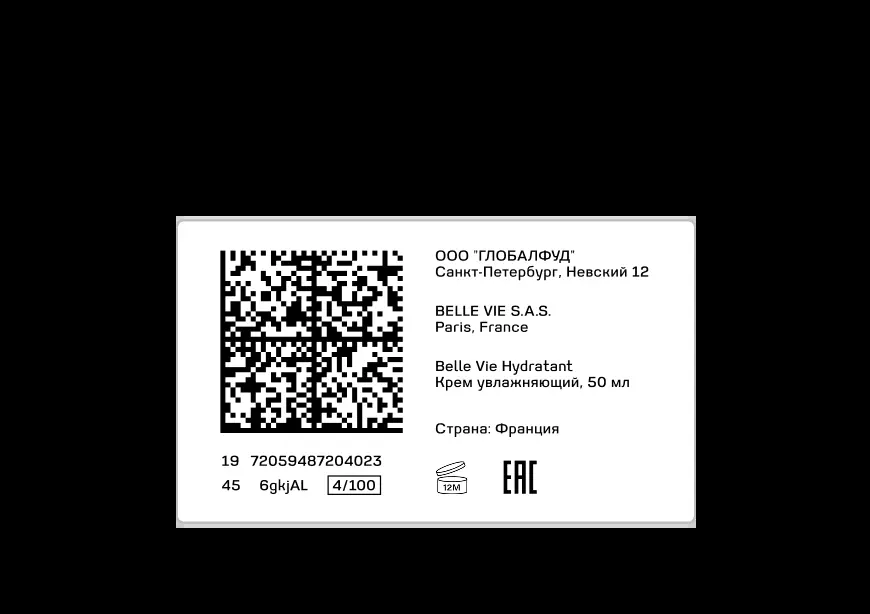 ООО "ГЛОБАЛФУД"
Санкт-Петербург, Невский 12
BELLE VIE S.A.S.
Paris, France
Belle Vie Hydratant
Крем увлажняющий, 50 мл
Страна: Франция
19 72059487204023
45 6gkjAL 4/100
12M
EAC